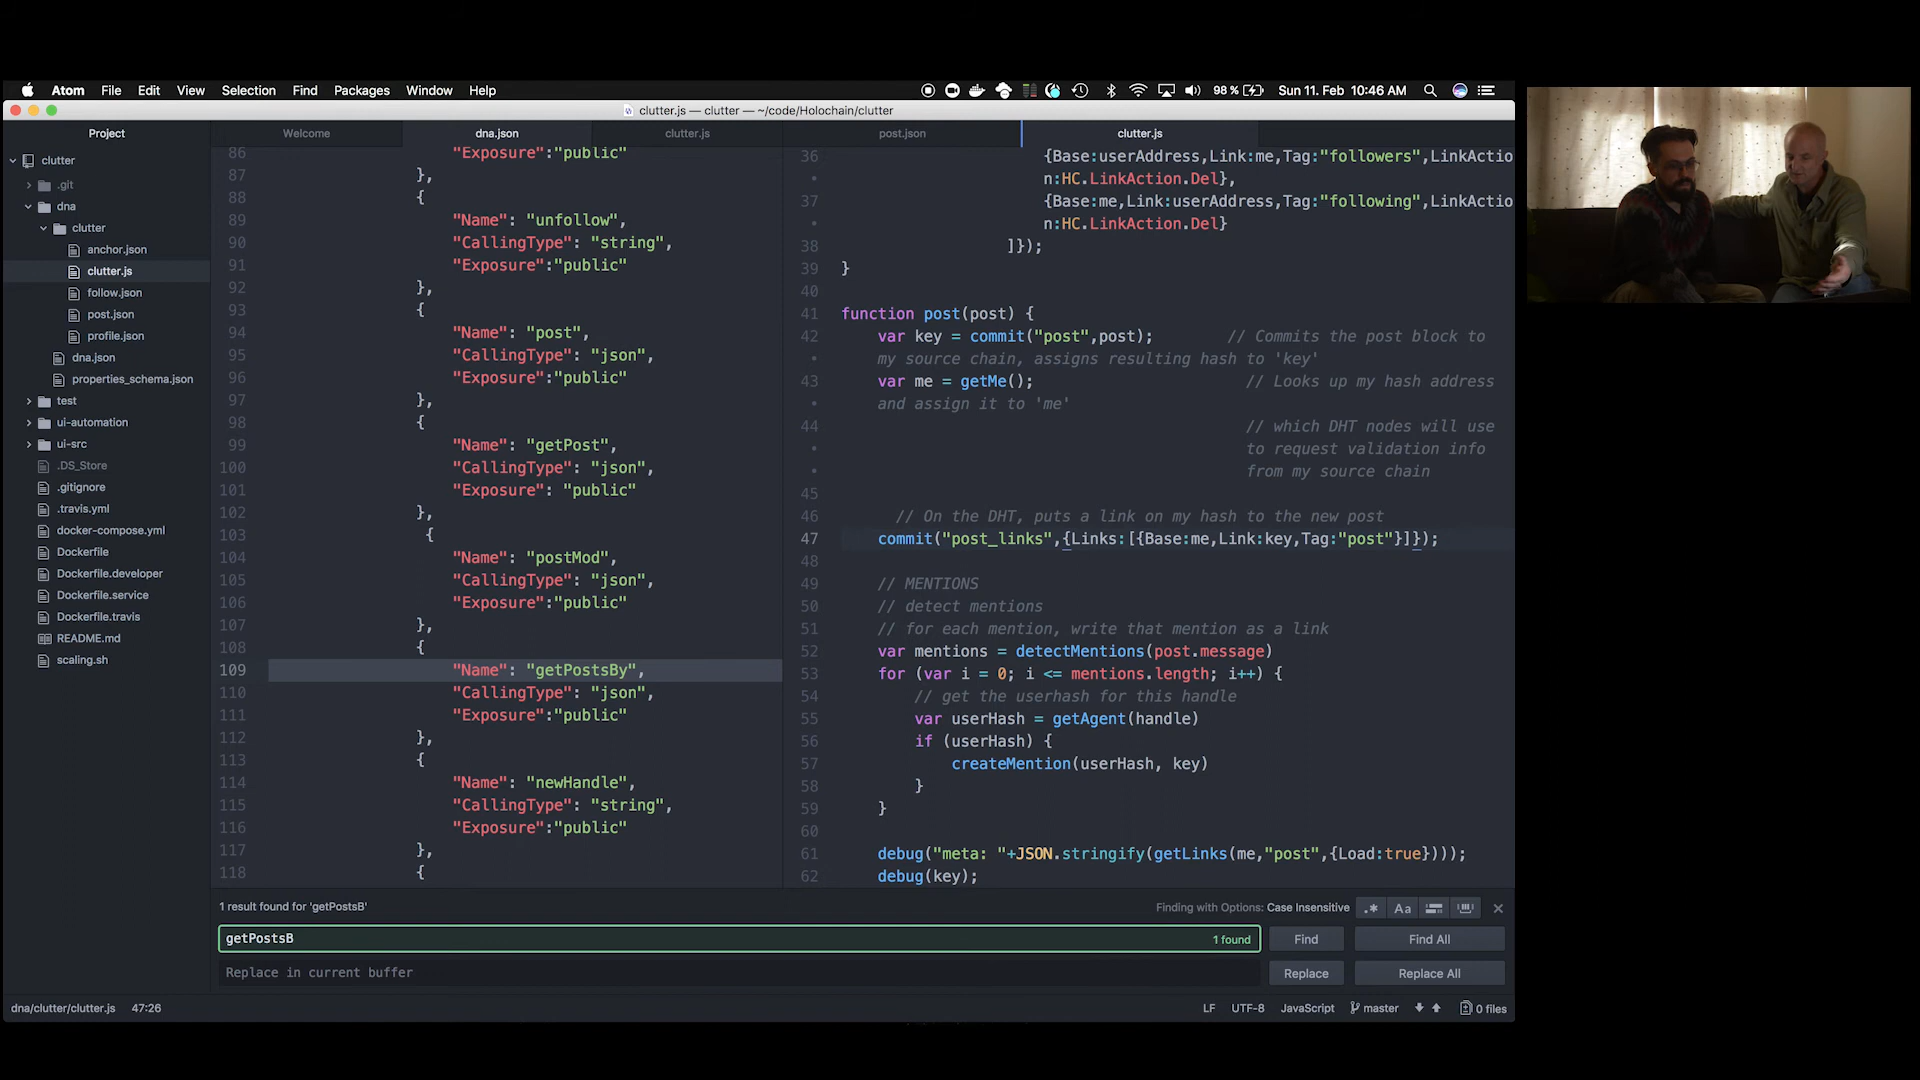 Atom File Edit View Selection Find Packages Window Help
98 % Sun 11. Feb 10:46 AM
clutter.js — clutter — ~/code/Holochain/clutter
Project
Welcome
dna.json
clutter.js
post.json
clutter.js
clutter
.git
dna
clutter
anchor.json
clutter.js
follow.json
post.json
profile.json
dna.json
properties_schema.json
test
ui-automation
ui-src
.DS_Store
.gitignore
.travis.yml
docker-compose.yml
Dockerfile
Dockerfile.developer
Dockerfile.service
Dockerfile.travis
README.md
scaling.sh
86 "Exposure":"public"
87 },
88 {
89 "Name": "unfollow",
90 "CallingType": "string",
91 "Exposure":"public"
92 },
93 {
94 "Name": "post",
95 "CallingType": "json",
96 "Exposure":"public"
97 },
98 {
99 "Name": "getPost",
100 "CallingType": "json",
101 "Exposure": "public"
102 },
103 {
104 "Name": "postMod",
105 "CallingType": "json",
106 "Exposure":"public"
107 },
108 {
109 "Name": "getPostsBy",
110 "CallingType": "json",
111 "Exposure":"public"
112 },
113 {
114 "Name": "newHandle",
115 "CallingType": "string",
116 "Exposure":"public"
117 },
118 {
36 {Base:userAddress,Link:me,Tag:"followers",LinkActio
n:HC.LinkAction.Del},
37 {Base:me,Link:userAddress,Tag:"following",LinkActio
n:HC.LinkAction.Del}
38 ]});
39 }
40
41 function post(post) {
42 var key = commit("post",post); // Commits the post block to
my source chain, assigns resulting hash to 'key'
43 var me = getMe(); // Looks up my hash address
and assign it to 'me'
44 // which DHT nodes will use
to request validation info
from my source chain
45
46 // On the DHT, puts a link on my hash to the new post
47 commit("post_links",{Links:[{Base:me,Link:key,Tag:"post"}]});
48
49 // MENTIONS
50 // detect mentions
51 // for each mention, write that mention as a link
52 var mentions = detectMentions(post.message)
53 for (var i = 0; i <= mentions.length; i++) {
54 // get the userhash for this handle
55 var userHash = getAgent(handle)
56 if (userHash) {
57 createMention(userHash, key)
58 }
59 }
60
61 debug("meta: "+JSON.stringify(getLinks(me,"post",{Load:true})));
62 debug(key);
1 result found for 'getPostsB'
Finding with Options: Case Insensitive .* Aa
getPostsB
1 found
Find
Find All
Replace in current buffer
Replace
Replace All
dna/clutter/clutter.js 47:26
LF UTF-8 JavaScript master 0 files